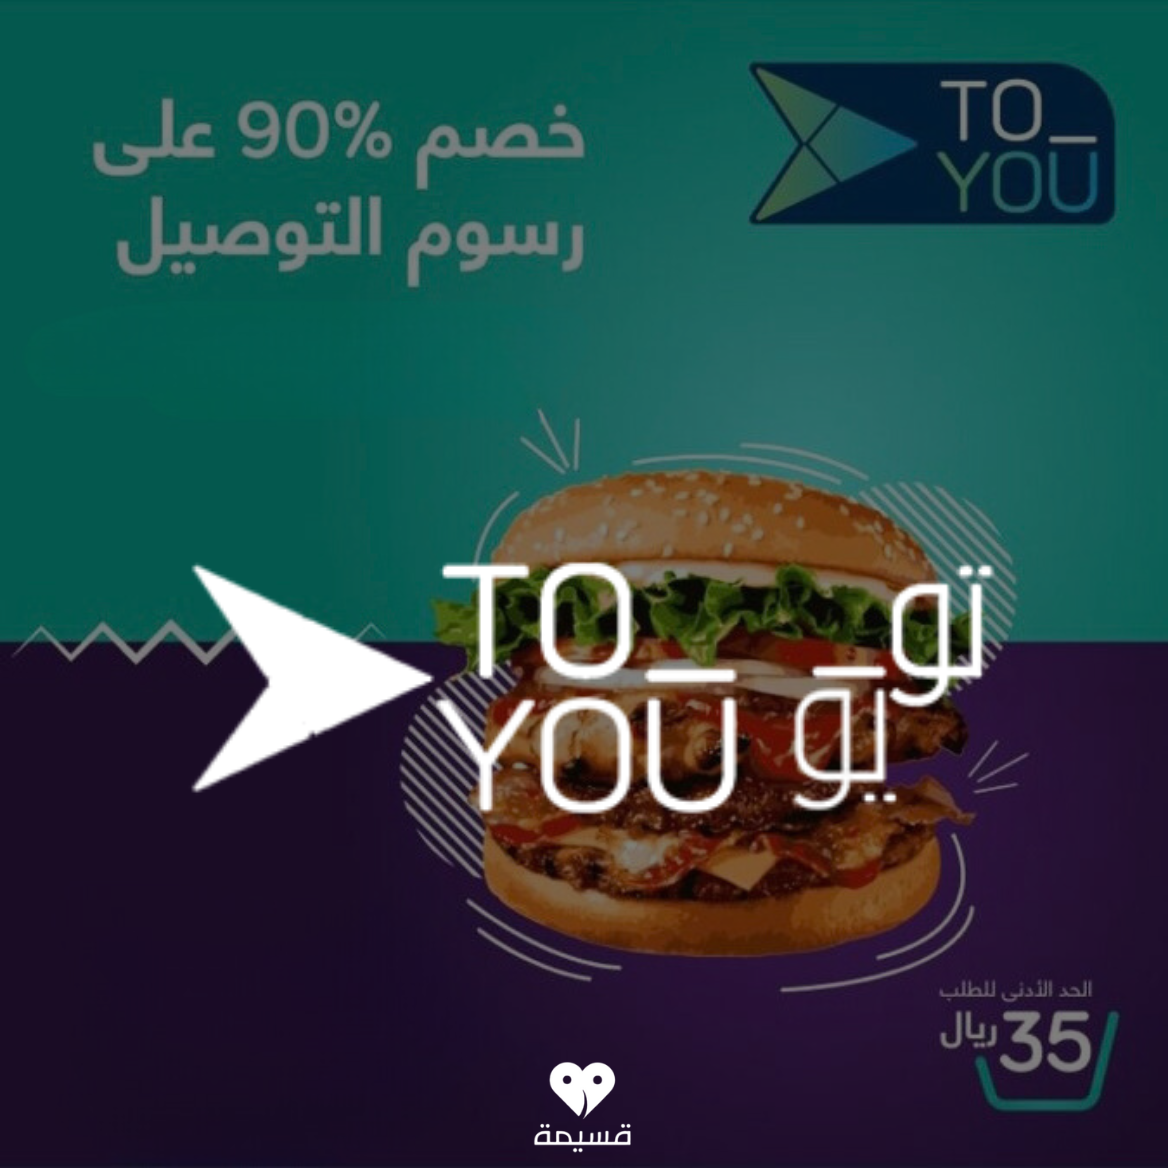 خصم 90% على
رسوم التوصيل
TO_
YOU
TO_
YOU
تو_
يو
الحد الأدنى للطلب
35 ريال
قسيمة